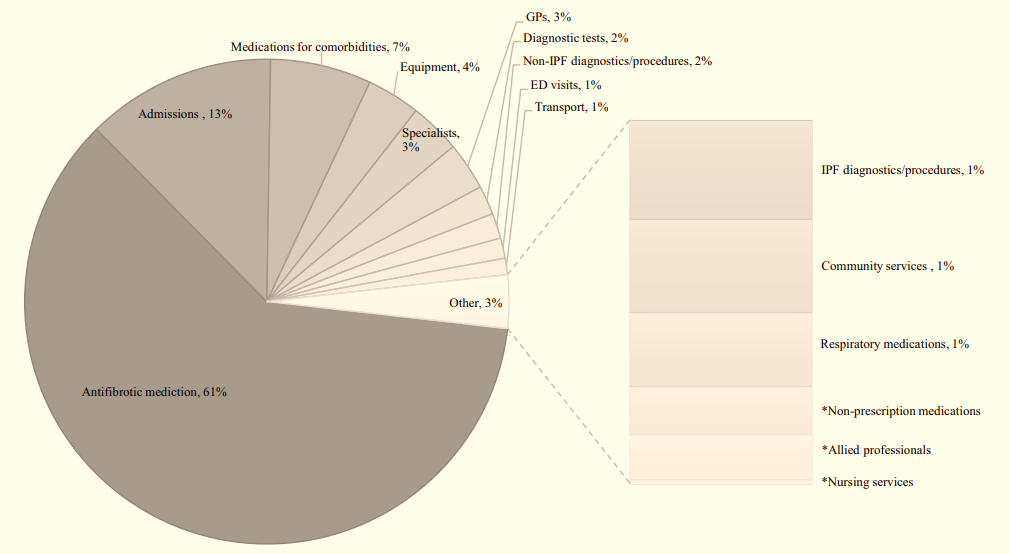 GPs, 3%
Diagnostic tests, 2%
Medications for comorbidities, 7%
Non-IPF diagnostics/procedures, 2%
Equipment, 4%
ED visits, 1%
Transport, 1%
Admissions , 13%
Specialists,
3%
IPF diagnostics/procedures, 1%
Community services , 1%
Other, 3%
Respiratory medications, 1%
Antifibrotic mediction, 61%
*Non-prescription medications
*Allied professionals
*Nursing services